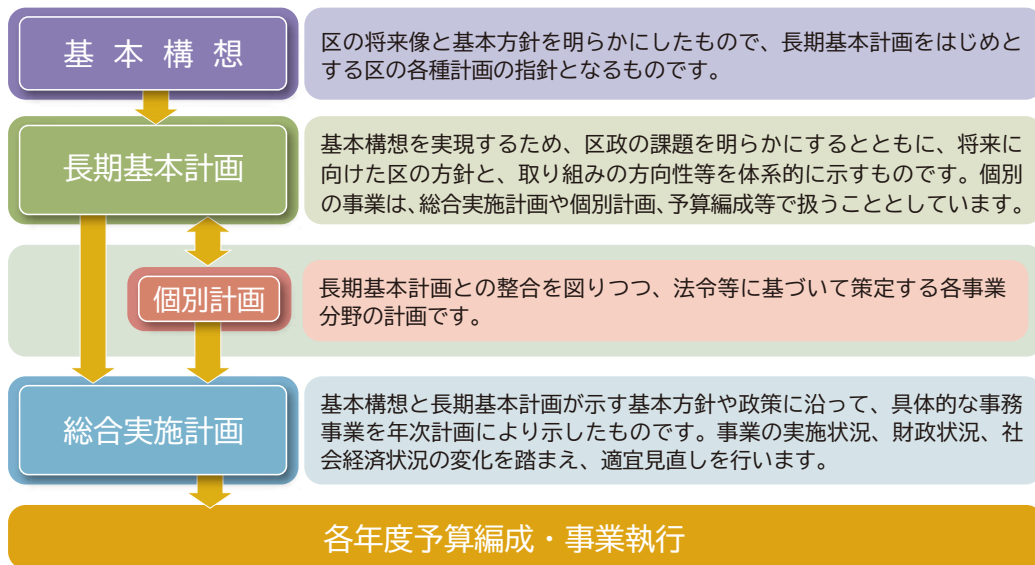 基本構想
区の将来像と基本方針を明らかにしたもので、長期基本計画をはじめと
する区の各種計画の指針となるものです。
長期基本計画
基本構想を実現するため、区政の課題を明らかにするとともに、将来に
向けた区の方針と、取り組みの方向性等を体系的に示すものです。個別
の事業は、総合実施計画や個別計画、予算編成等で扱うこととしています。
個別計画
長期基本計画との整合を図りつつ、法令等に基づいて策定する各事業
分野の計画です。
総合実施計画
基本構想と長期基本計画が示す基本方針や政策に沿って、具体的な事務
事業を年次計画により示したものです。事業の実施状況、財政状況、社
会経済状況の変化を踏まえ、適宜見直しを行います。
各年度予算編成・事業執行